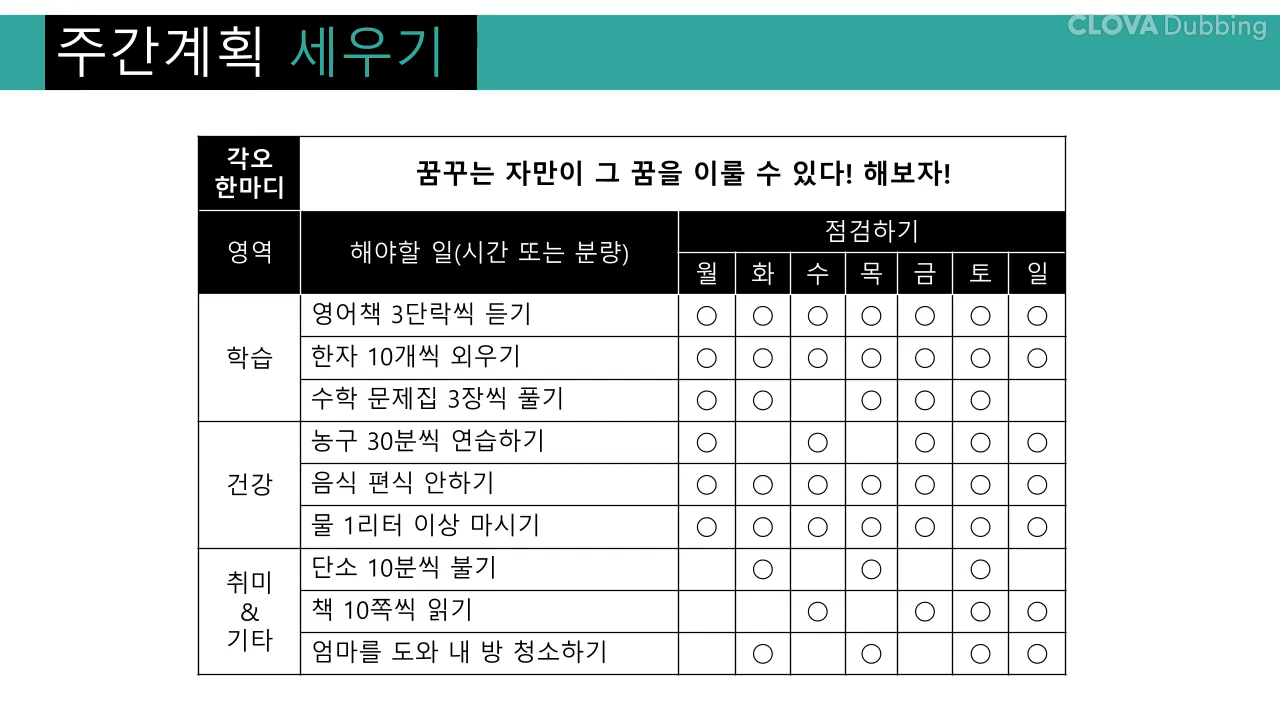 주간계획 세우기
CLOVA Dubbing
각오
한마디
꿈꾸는 자만이 그 꿈을 이룰 수 있다! 해보자!
영역
해야할 일(시간 또는 분량)
점검하기
월 화 수 목 금 토 일
학습
영어책 3단락씩 듣기 ○ ○ ○ ○ ○ ○ ○
한자 10개씩 외우기 ○ ○ ○ ○ ○ ○ ○
수학 문제집 3장씩 풀기 ○ ○ ○ ○ ○
건강
농구 30분씩 연습하기 ○ ○ ○ ○ ○
음식 편식 안하기 ○ ○ ○ ○ ○ ○ ○
물 1리터 이상 마시기 ○ ○ ○ ○ ○ ○ ○
취미
&
기타
단소 10분씩 불기 ○ ○ ○
책 10쪽씩 읽기 ○ ○ ○ ○
엄마를 도와 내 방 청소하기 ○ ○ ○ ○